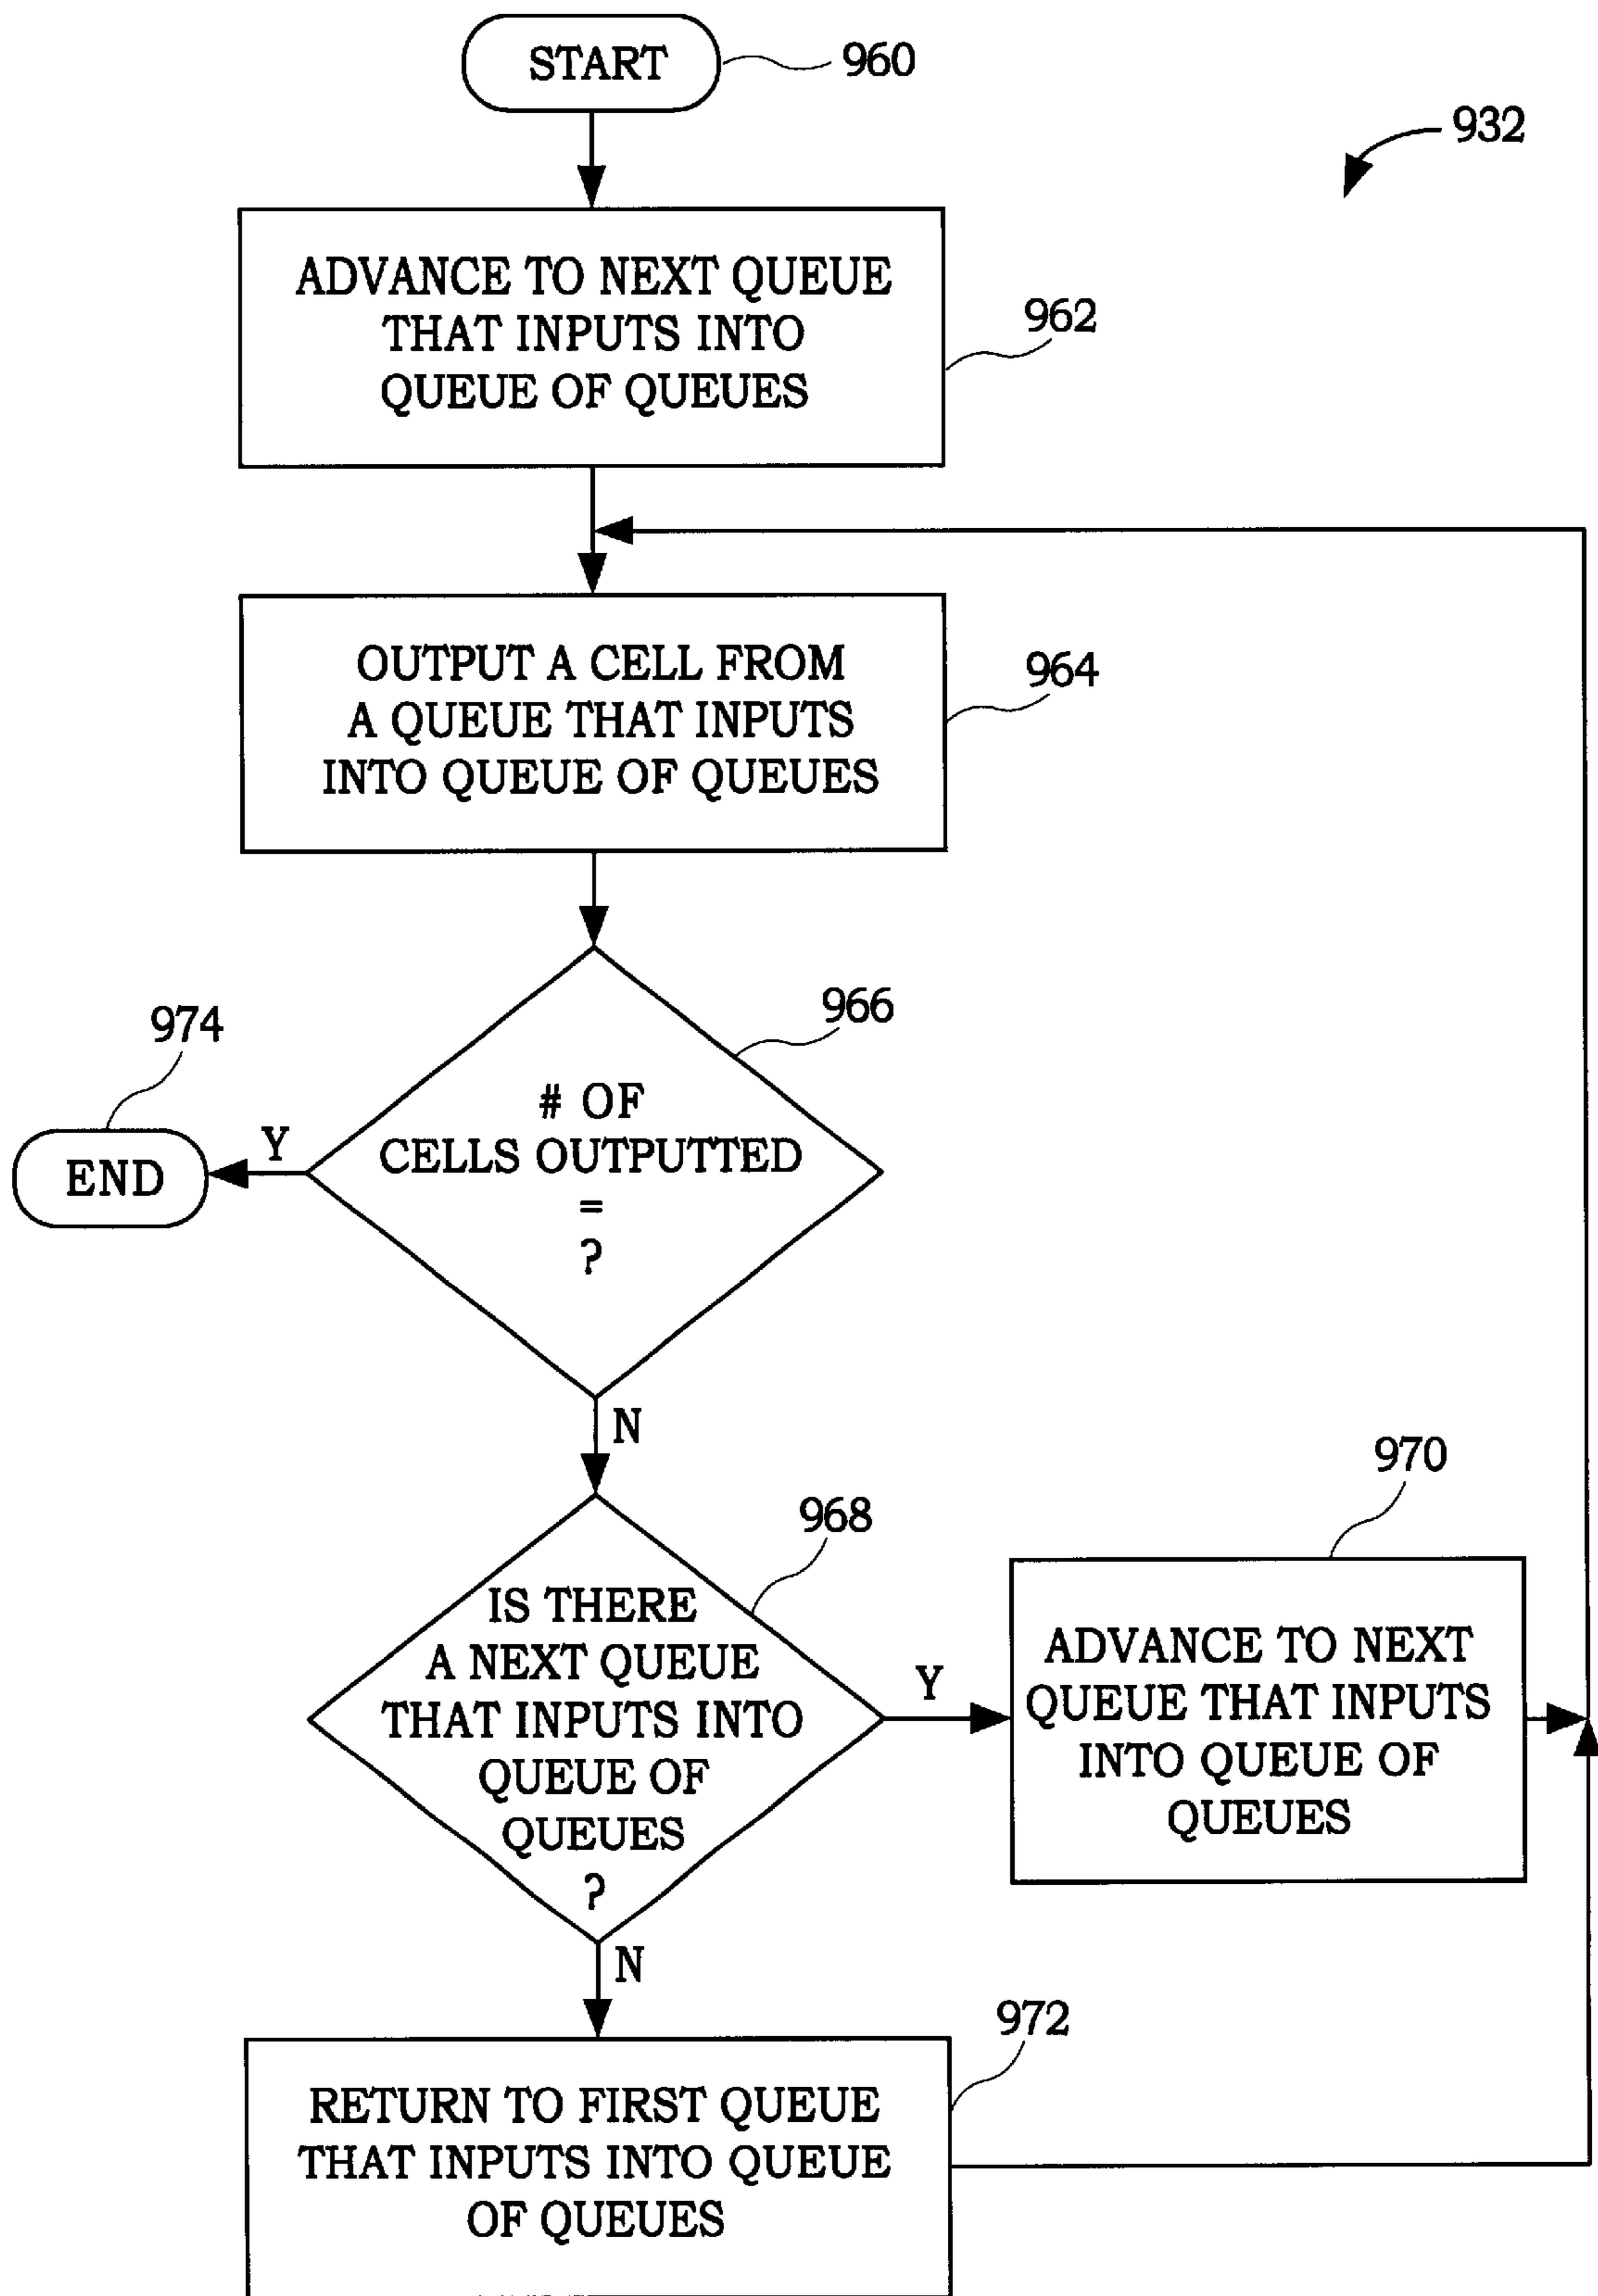 START
960
932
ADVANCE TO NEXT QUEUE
THAT INPUTS INTO
QUEUE OF QUEUES
962
OUTPUT A CELL FROM
A QUEUE THAT INPUTS
INTO QUEUE OF QUEUES
964
966
974
# OF
CELLS OUTPUTTED
=
?
Y
END
N
970
968
IS THERE
A NEXT QUEUE
THAT INPUTS INTO
QUEUE OF
QUEUES
?
Y
ADVANCE TO NEXT
QUEUE THAT INPUTS
INTO QUEUE OF
QUEUES
N
972
RETURN TO FIRST QUEUE
THAT INPUTS INTO QUEUE
OF QUEUES